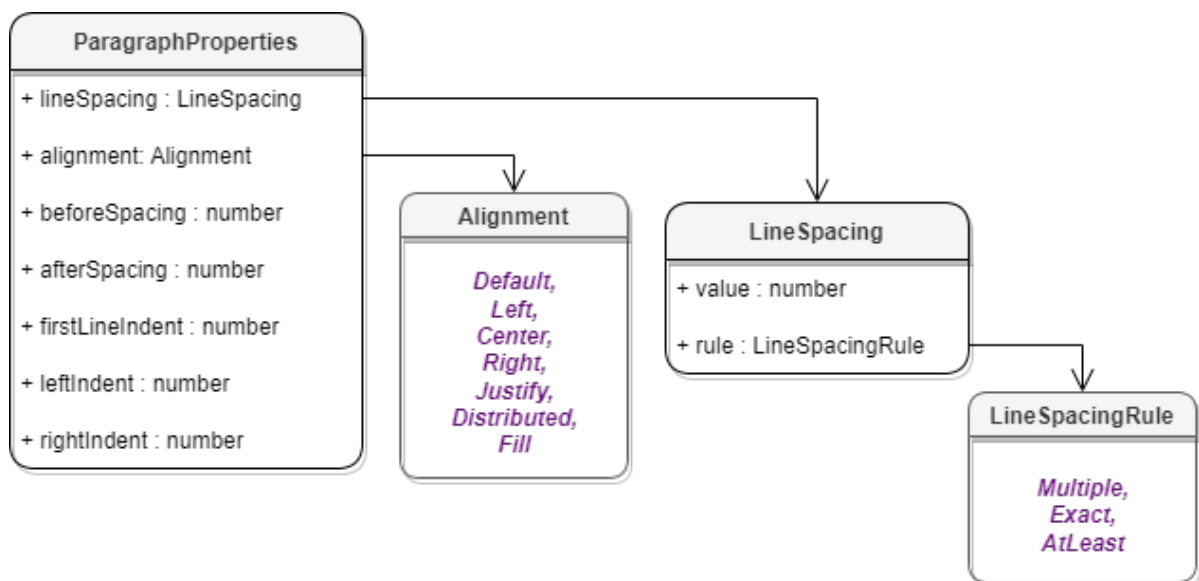 ParagraphProperties
+ lineSpacing : LineSpacing
+ alignment: Alignment
+ beforeSpacing : number
+ afterSpacing : number
+ firstLineIndent : number
+ leftIndent : number
+ rightIndent : number
Alignment
Default,
Left,
Center,
Right,
Justify,
Distributed,
Fill
LineSpacing
+ value : number
+ rule : LineSpacingRule
LineSpacingRule
Multiple,
Exact,
AtLeast